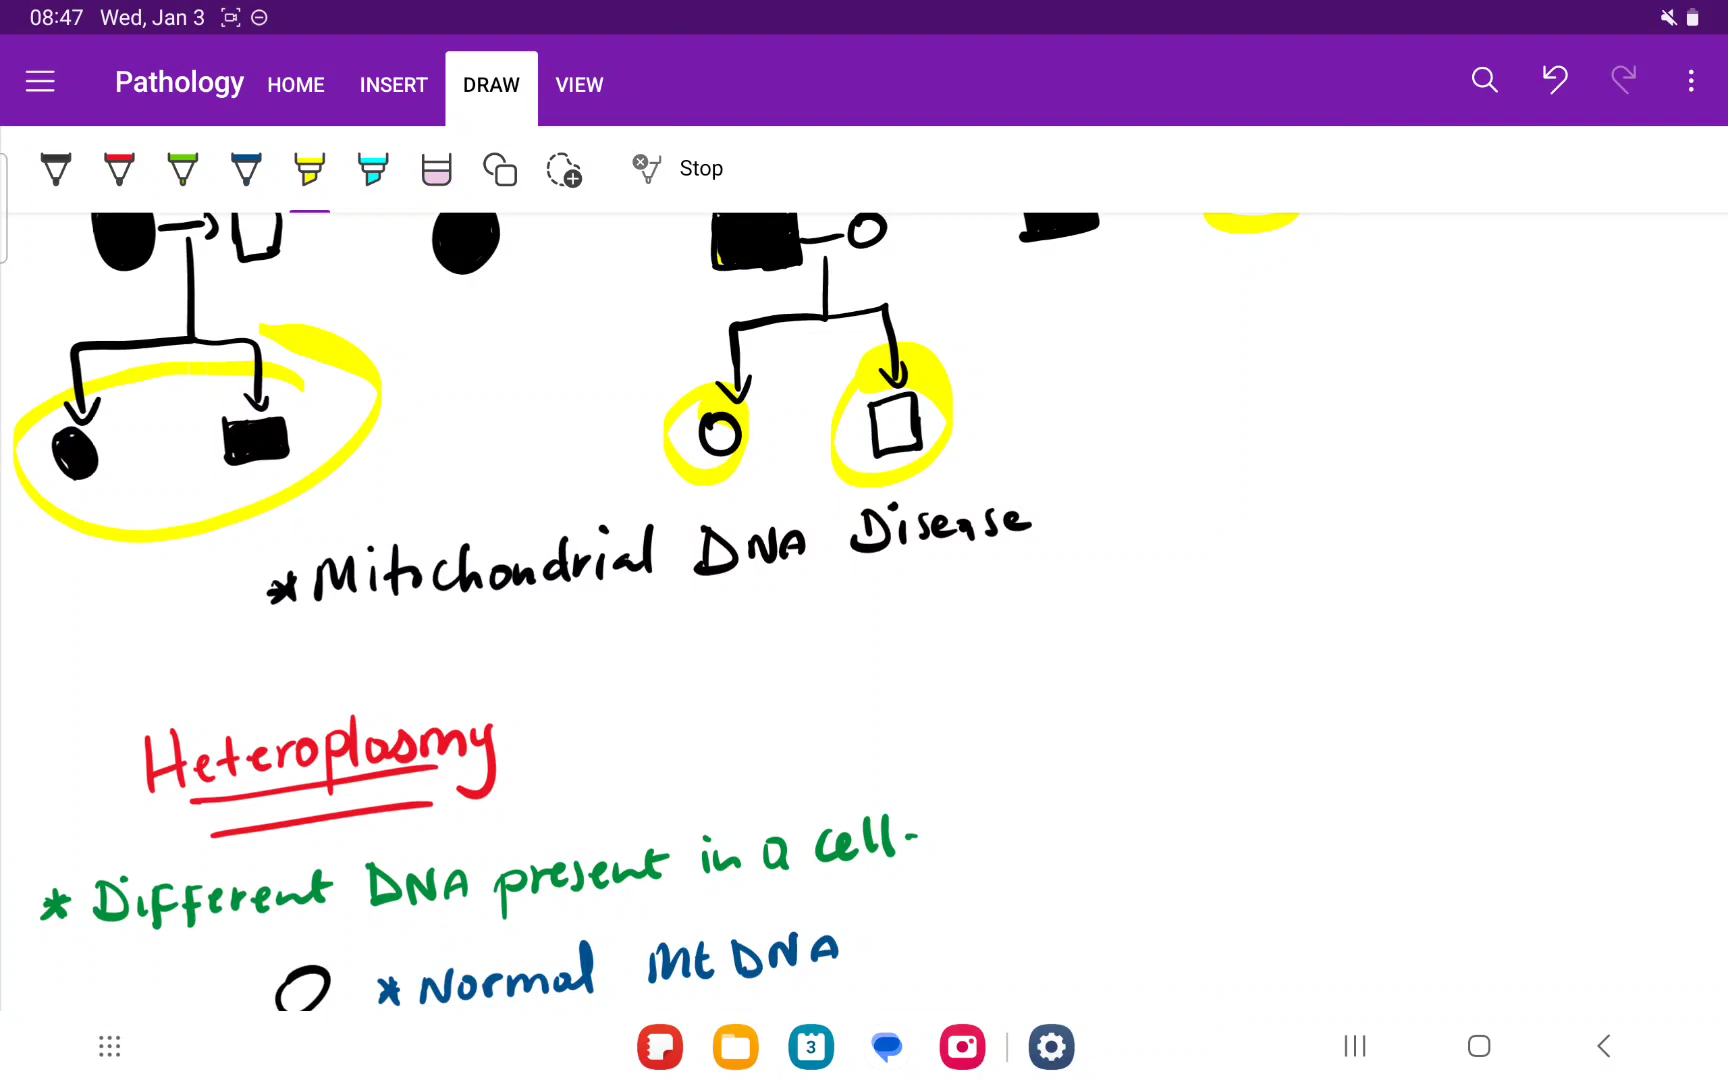 08:47 Wed, Jan 3
Pathology HOME INSERT DRAW VIEW
Stop
* Mitochondrial DNA Disease
Heteroplasmy
* Different DNA present in a cell.
* Normal Mt DNA
3